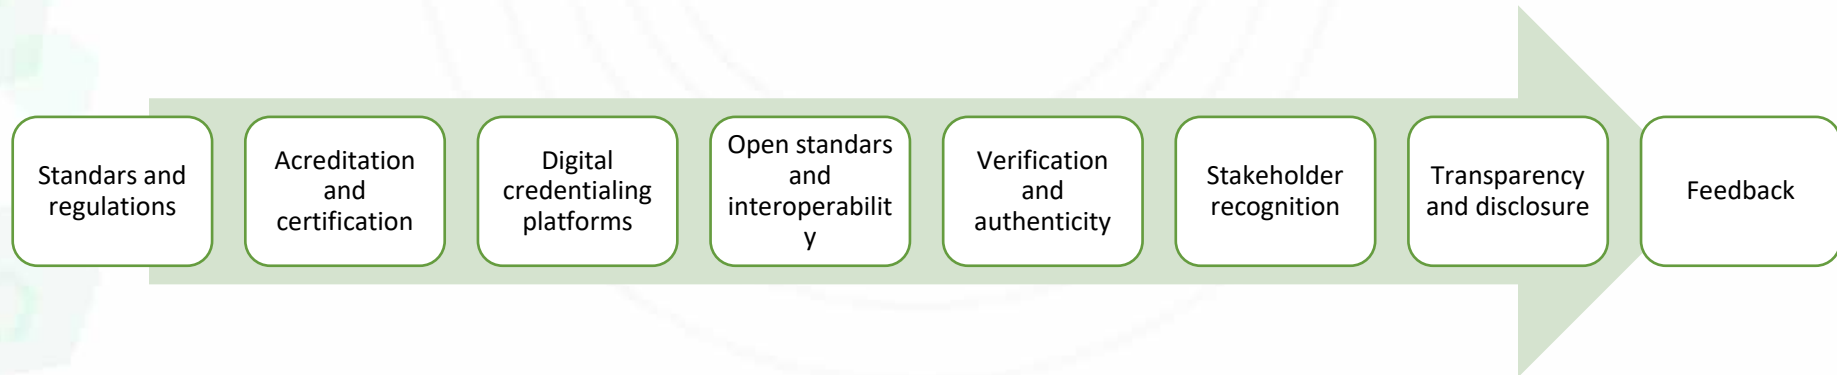 Standars and
regulations
Acreditation
and
certification
Digital
credentialing
platforms
Open standars
and
interoperabilit
y
Verification
and
authenticity
Stakeholder
recognition
Transparency
and disclosure
Feedback